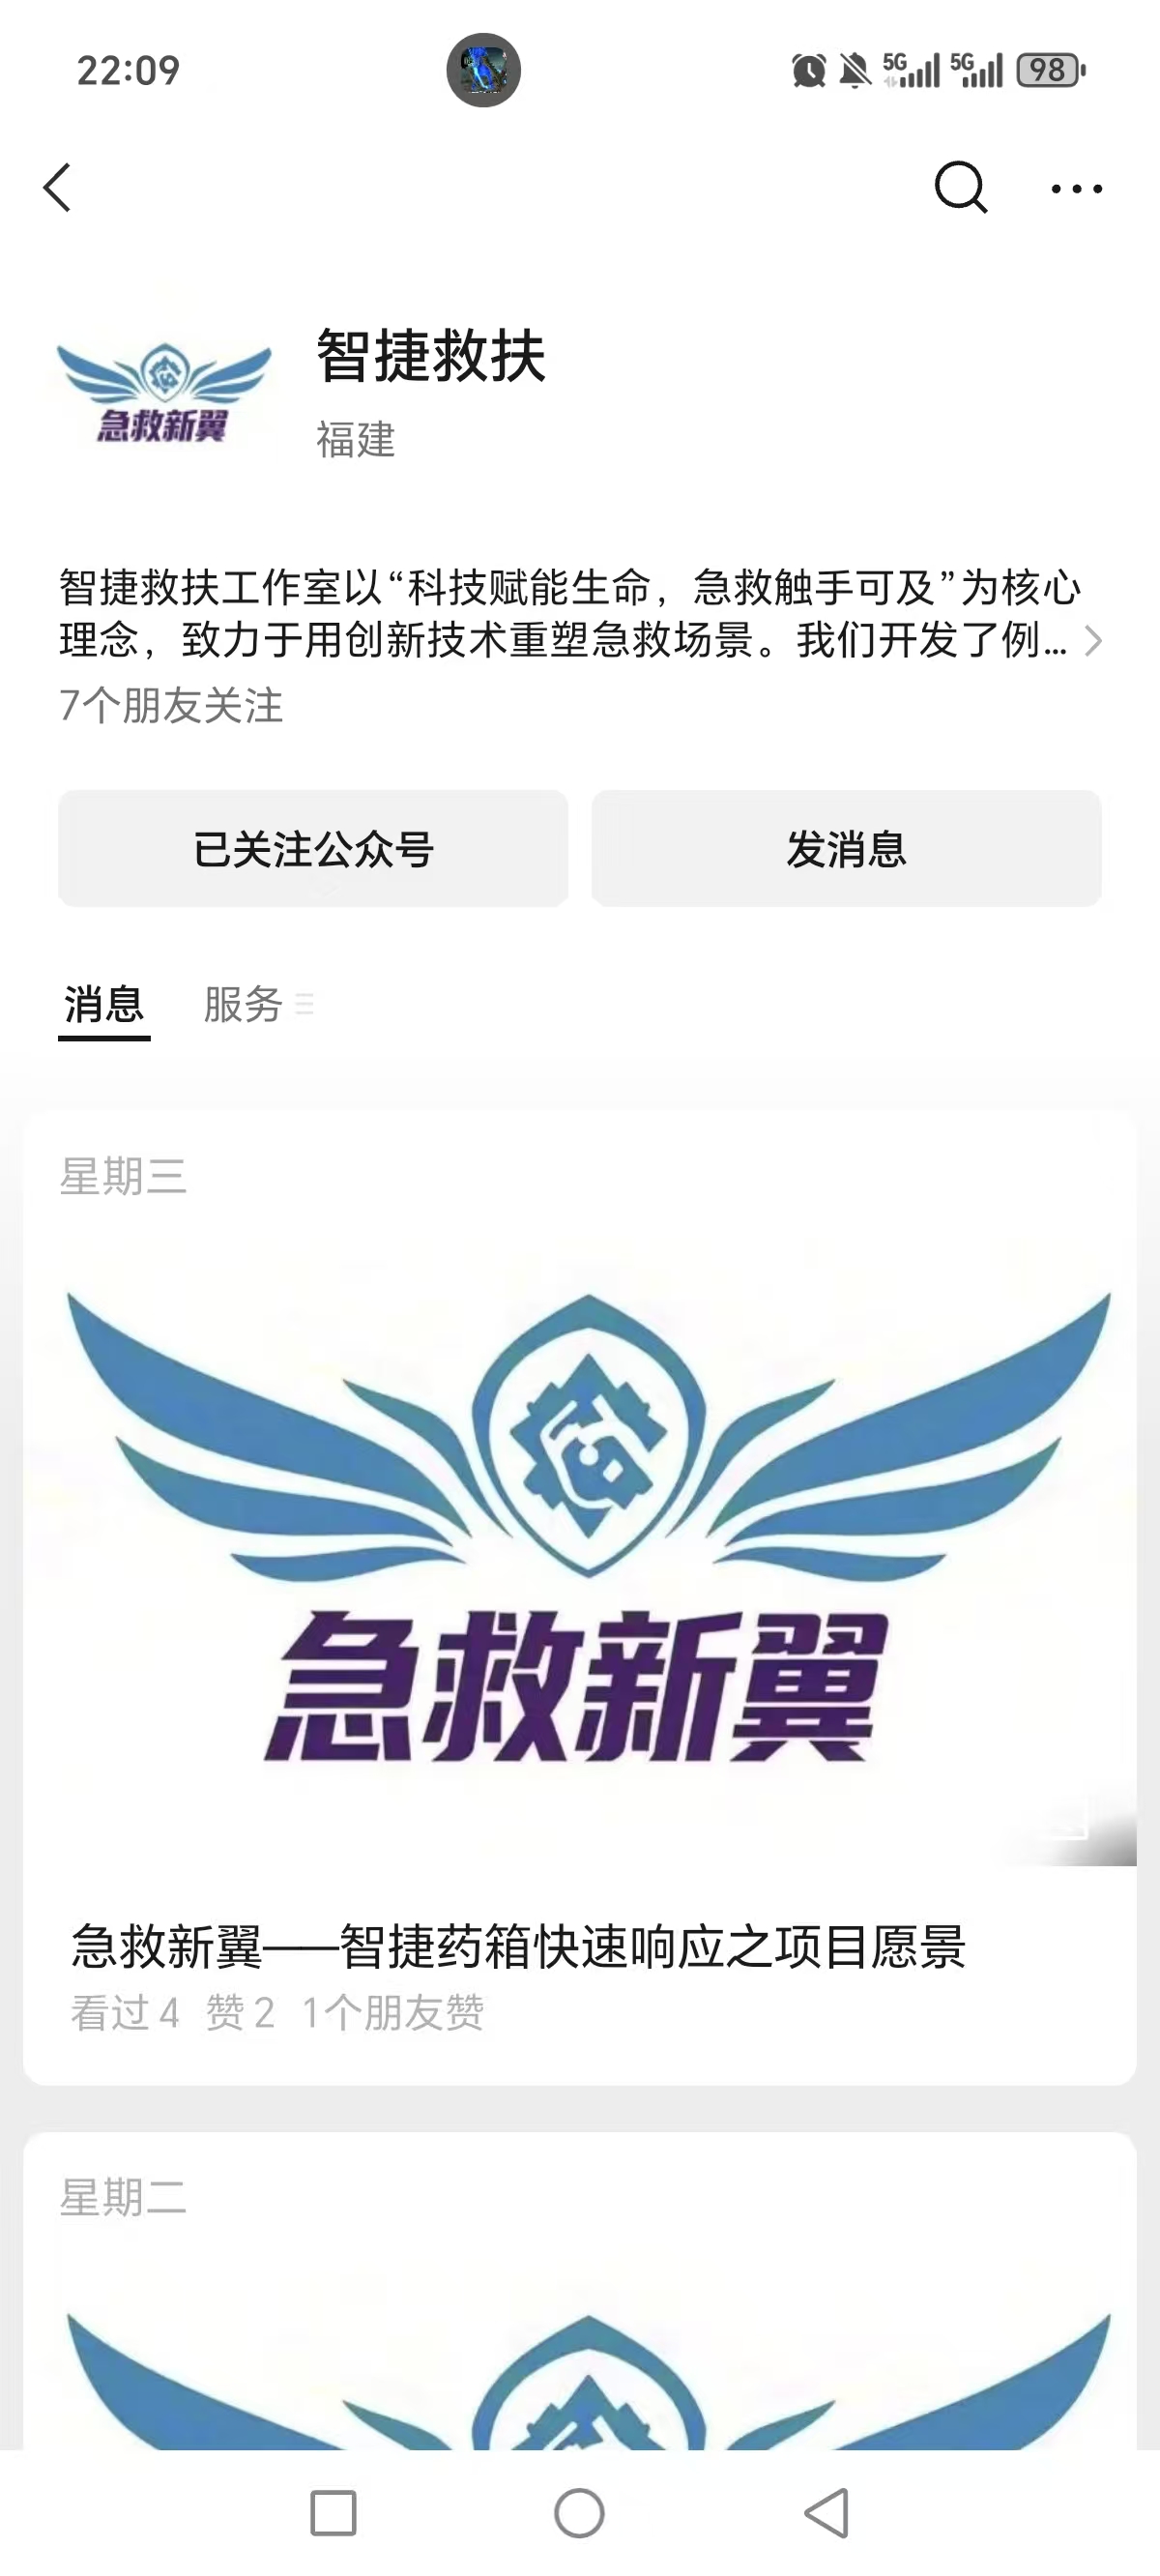 22:09
5G
5G
98
急救新翼
智捷救扶
福建
智捷救扶工作室以“科技赋能生命，急救触手可及”为核心
理念，致力于用创新技术重塑急救场景。我们开发了例...
7个朋友关注
已关注公众号
发消息
消息
服务
星期三
急救新翼
急救新翼——智捷药箱快速响应之项目愿景
看过 4 赞 2 1个朋友赞
星期二